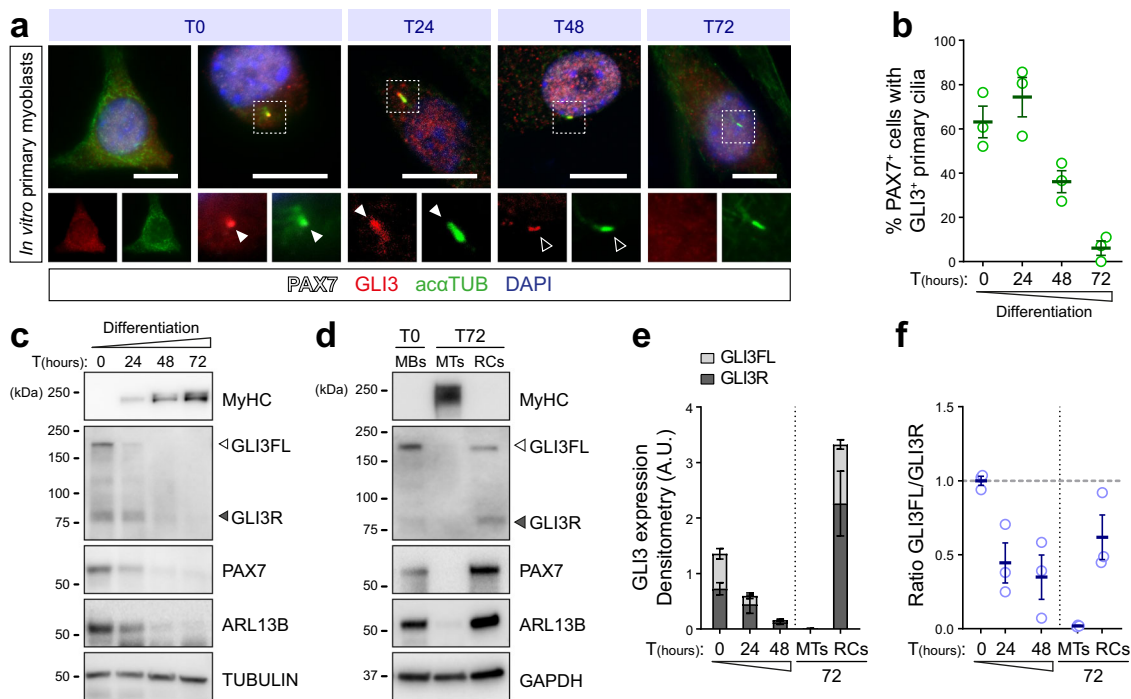 a
T0 T24 T48 T72
In vitro primary myoblasts
PAX7 GLI3 acαTUB DAPI
b
% PAX7+ cells with
GLI3+ primary cilia
100
80
60
40
20
0
T(hours): 0 24 48 72
Differentiation
c
Differentiation
T(hours): 0 24 48 72
(kDa)
250
MyHC
250
150
100
75
GLI3FL
GLI3R
50
PAX7
50
ARL13B
50
TUBULIN
d
T0 T72
MBs MTs RCs
(kDa)
250
MyHC
250
150
100
75
GLI3FL
GLI3R
50
PAX7
50
ARL13B
37
GAPDH
e
GLI3FL
GLI3R
GLI3 expression
Densitometry (A.U.)
4
3
2
1
0
T(hours): 0 24 48 MTs RCs
72
f
Ratio GLI3FL/GLI3R
1.5
1.0
0.5
0.0
T(hours): 0 24 48 MTs RCs
72